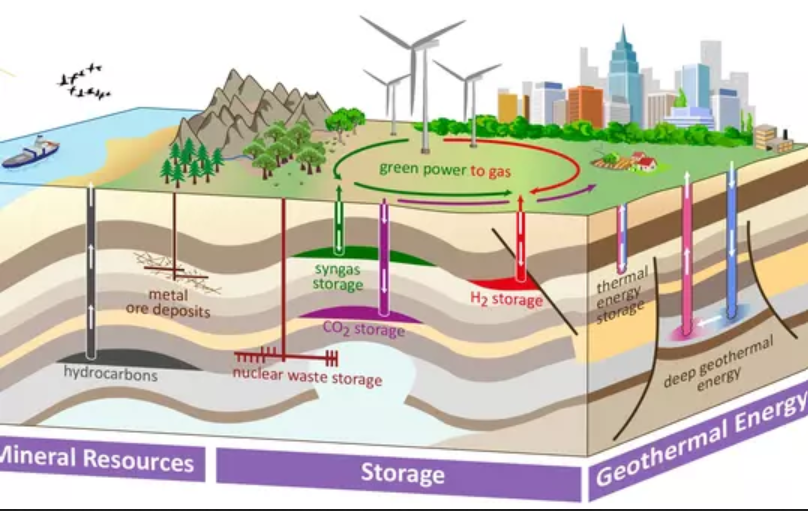 green power to gas
syngas
storage
metal
ore deposits
CO2 storage
H2 storage
thermal
energy
storage
hydrocarbons
nuclear waste storage
deep geothermal
energy
Mineral Resources
Storage
Geothermal Energy